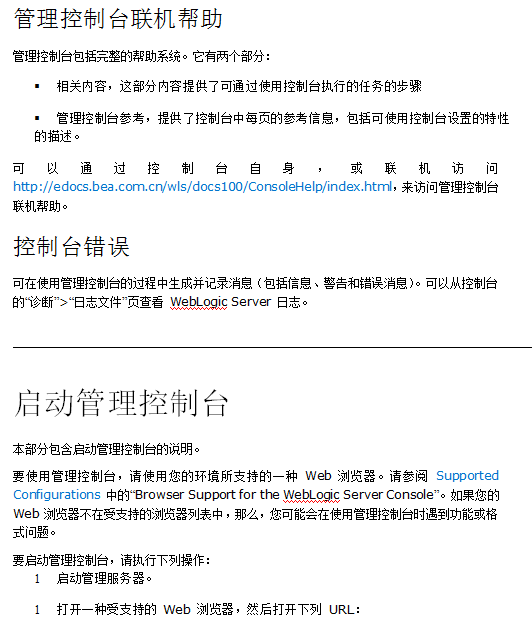 管理控制台联机帮助
管理控制台包括完整的帮助系统。它有两个部分：
▪ 相关内容，这部分内容提供了可通过使用控制台执行的任务的步骤
▪ 管理控制台参考，提供了控制台中每页的参考信息，包括可使用控制台设置的特性
的描述。
可以通过控制台自身，或联机访问
http://edocs.bea.com.cn/wls/docs100/ConsoleHelp/index.html，来访问管理控制台
联机帮助。
控制台错误
可在使用管理控制台的过程中生成并记录消息（包括信息、警告和错误消息）。可以从控制台
的“诊断”>“日志文件”页查看 WebLogic Server 日志。
启动管理控制台
本部分包含启动管理控制台的说明。
要使用管理控制台，请使用您的环境所支持的一种 Web 浏览器。请参阅 Supported
Configurations 中的“Browser Support for the WebLogic Server Console”。如果您的
Web 浏览器不在受支持的浏览器列表中，那么，您可能会在使用管理控制台时遇到功能或格
式问题。
要启动管理控制台，请执行下列操作：
1 启动管理服务器。
1 打开一种受支持的 Web 浏览器，然后打开下列 URL：